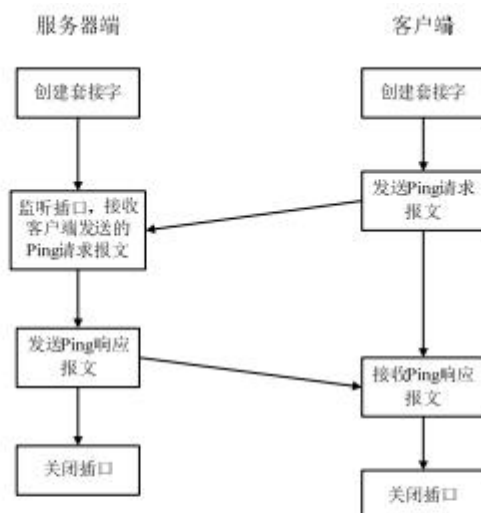 服务器端
客户端
创建套接字
创建套接字
监听插口，接收
客户端发送的
Ping请求报文
发送Ping请求
报文
发送Ping响应
报文
接收Ping响应
报文
关闭插口
关闭插口